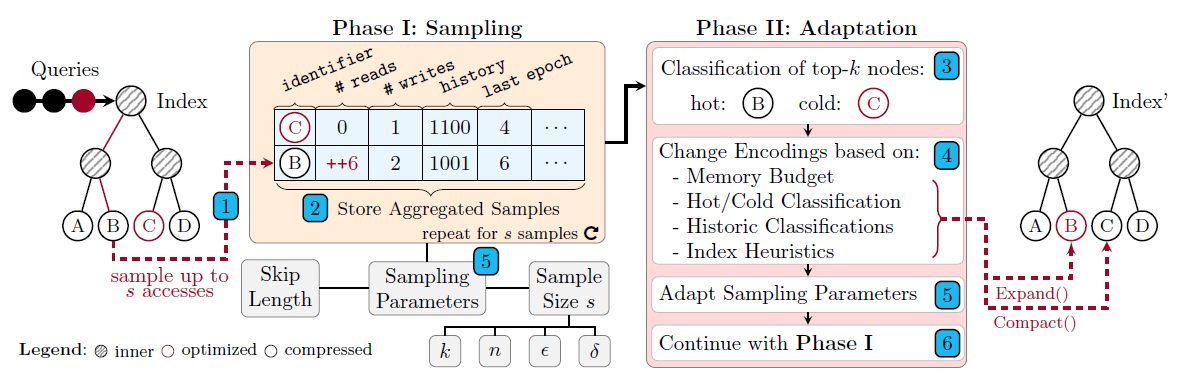 Phase I: Sampling
Phase II: Adaptation
Queries
Index
A B C D
1
sample up to
s accesses
identifier
# reads
# writes
history
last epoch
C 0 1 1100 4 ···
B ++6 2 1001 6 ···
2 Store Aggregated Samples
repeat for s samples
Skip
Length
Sampling
Parameters
5
Sample
Size s
k n ϵ δ
Legend: inner optimized compressed
Classification of top-k nodes: 3
hot: B cold: C
Change Encodings based on: 4
- Memory Budget
- Hot/Cold Classification
- Historic Classifications
- Index Heuristics
Adapt Sampling Parameters 5
Continue with Phase I 6
Index'
A B C D
Expand()
Compact()